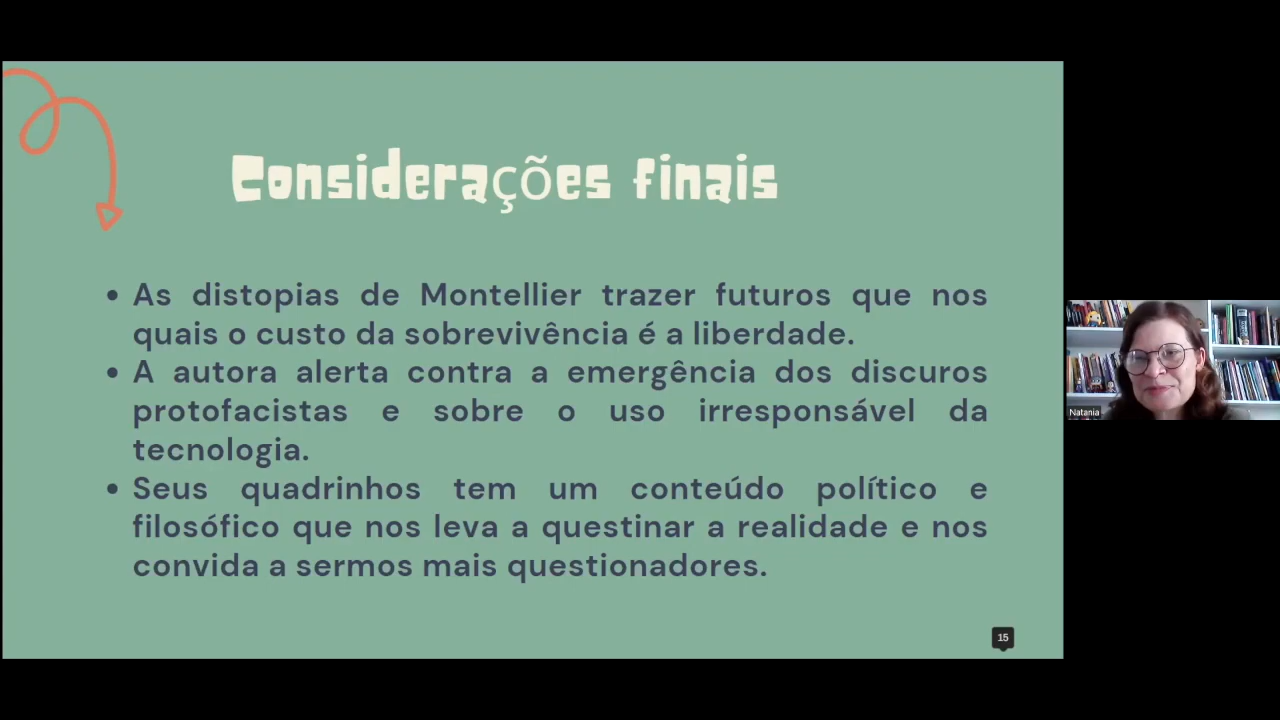 Considerações finais
• As distopias de Montellier trazer futuros que nos
quais o custo da sobrevivência é a liberdade.
• A autora alerta contra a emergência dos discuros
protofacistas e sobre o uso irresponsável da
tecnologia.
• Seus quadrinhos tem um conteúdo político e
filosófico que nos leva a questinar a realidade e nos
convida a sermos mais questionadores.
15
Natania